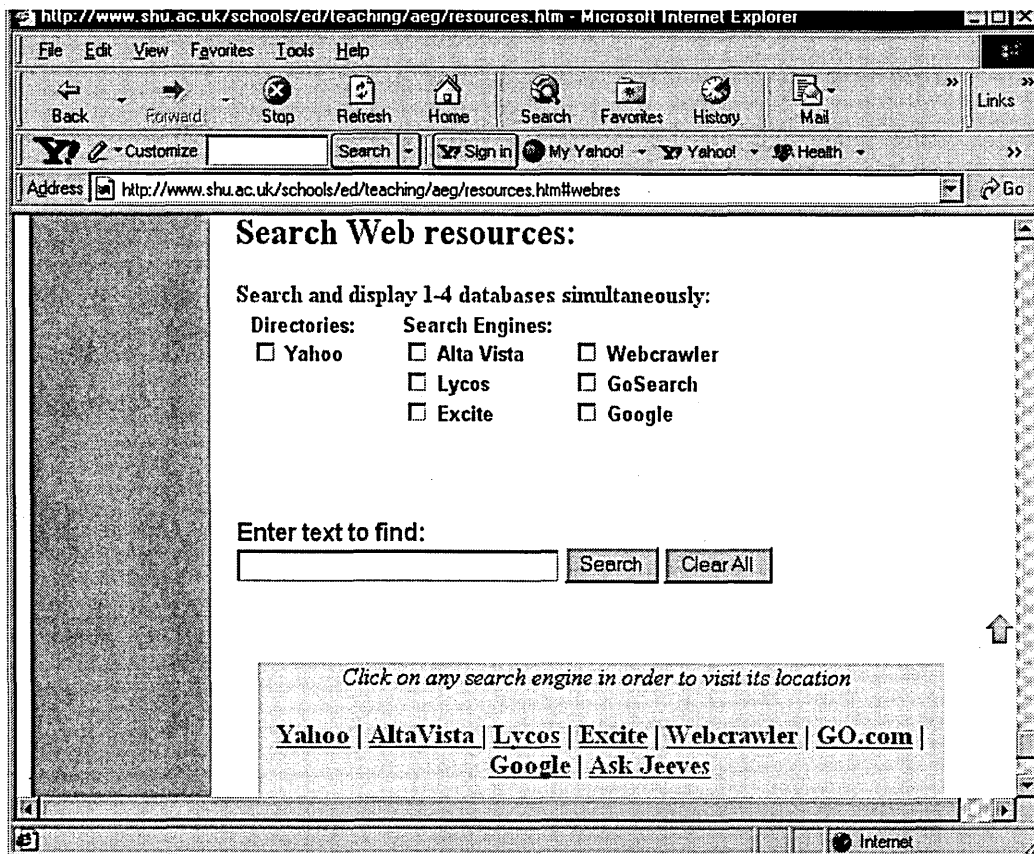 http://www.shu.ac.uk/schools/ed/teaching/aeg/resources.htm - Microsoft Internet Explorer
File Edit View Favorites Tools Help
Back Forward Stop Refresh Home Search Favorites History Mail » Links »
Y! Customize Search Sign in My Yahoo! Yahoo! Health »
Address http://www.shu.ac.uk/schools/ed/teaching/aeg/resources.htm#webres Go
Search Web resources:
Search and display 1-4 databases simultaneously:
Directories: Search Engines:
Yahoo Alta Vista Webcrawler
Lycos GoSearch
Excite Google
Enter text to find:
Search Clear All
Click on any search engine in order to visit its location
Yahoo | AltaVista | Lycos | Excite | Webcrawler | GO.com |
Google | Ask Jeeves
Internet